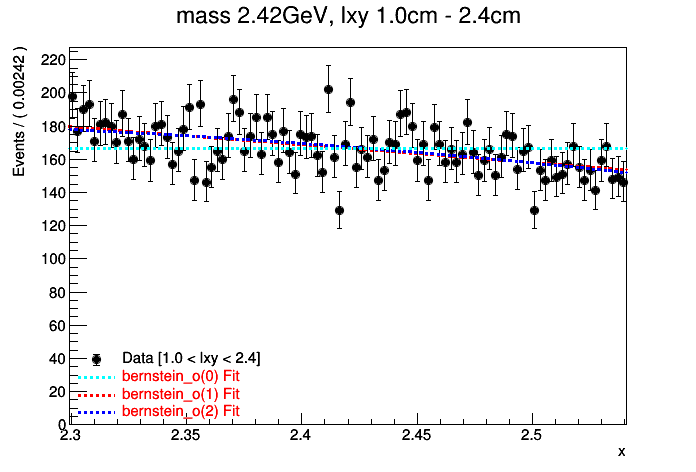 mass 2.42GeV, lxy 1.0cm - 2.4cm
Events / ( 0.00242 )
220
200
180
160
140
120
100
80
60
40
20
0
Data [1.0 < lxy < 2.4]
bernstein_o(0) Fit
bernstein_o(1) Fit
bernstein_o(2) Fit
2.3 2.35 2.4 2.45 2.5
x